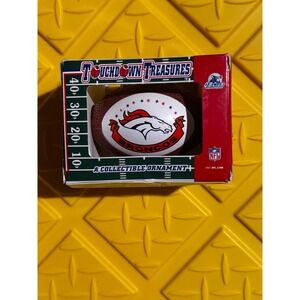 TOUCHDOWN TREASURES
40
30
20
10
BRONCOS
NFL
A COLLECTIBLE ORNAMENT